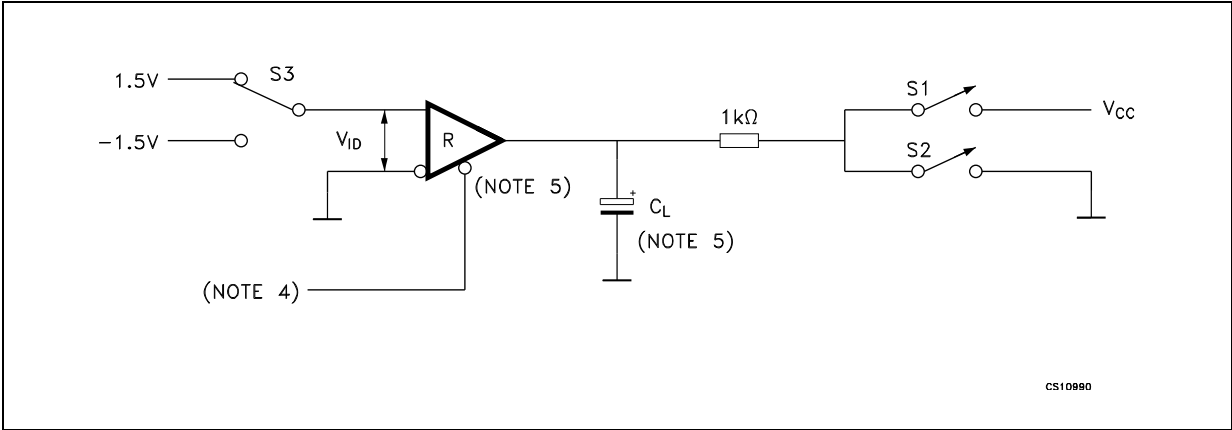 1.5V
S3
-1.5V
VID
R
(NOTE 5)
(NOTE 4)
+
CL
(NOTE 5)
1kΩ
S1
VCC
S2
CS10990